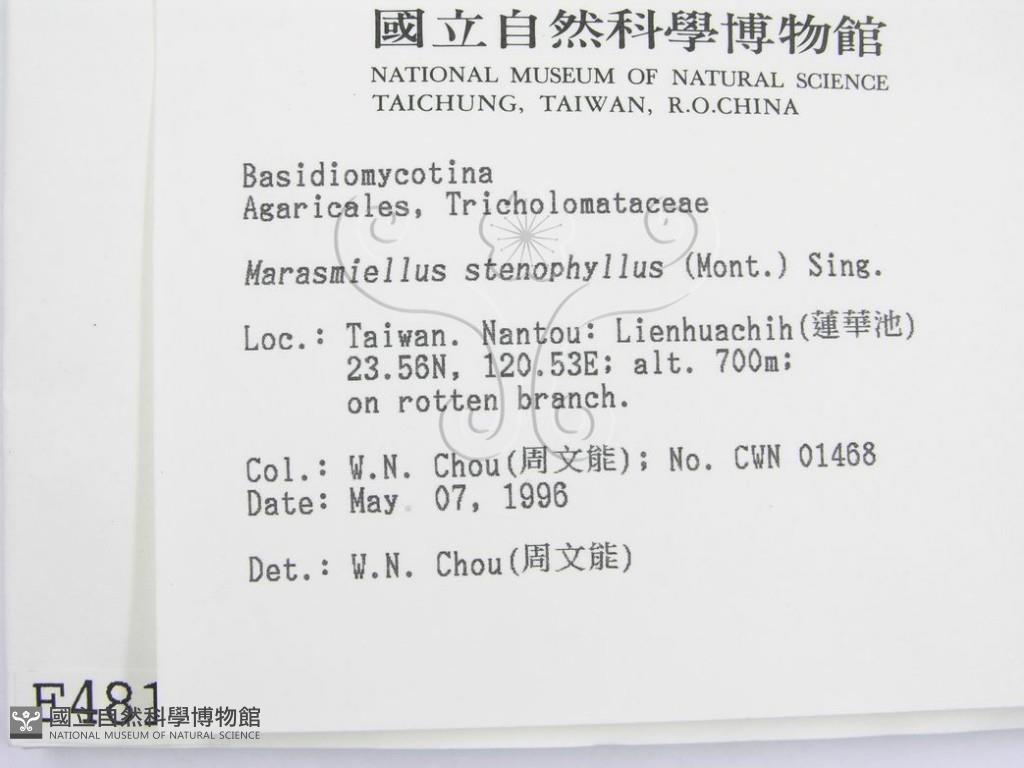 國立自然科學博物館
NATIONAL MUSEUM OF NATURAL SCIENCE
TAICHUNG, TAIWAN, R.O.CHINA
Basidiomycotina
Agaricales, Tricholomataceae
Marasmiellus stenophyllus (Mont.) Sing.
Loc.: Taiwan. Nantou: Lienhuachih(蓮華池)
23.56N, 120.53E; alt. 700m;
on rotten branch.
Col.: W.N. Chou(周文能); No. CWN 01468
Date: May 07, 1996
Det.: W.N. Chou(周文能)
F481
國立自然科學博物館
NATIONAL MUSEUM OF NATURAL SCIENCE